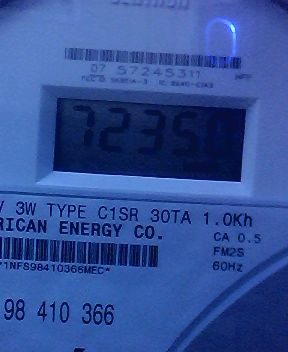 07 57245311
72350
V 3W TYPE C1SR 30TA 1.0Kh
RICAN ENERGY CO.
CA 0.5
FM2S
60Hz
71NFS98410366MEC*
98 410 366